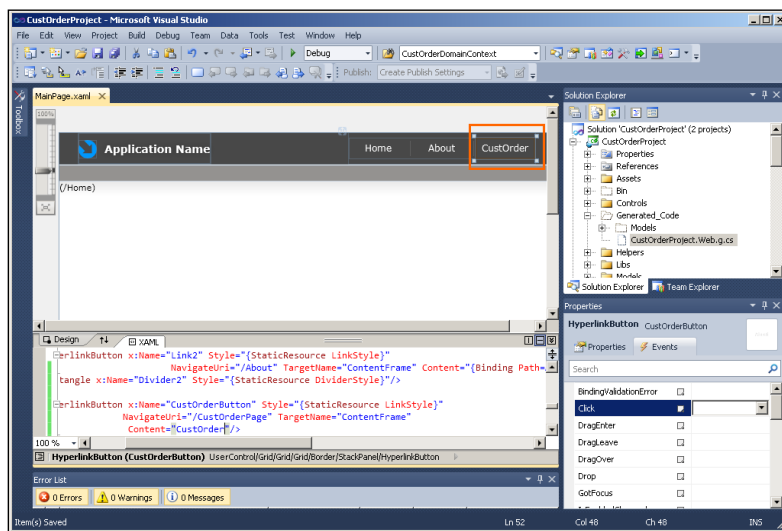 CustOrderProject - Microsoft Visual Studio
File Edit View Project Build Debug Team Data Tools Test Window Help
Debug CustOrderDomainContext
Publish: Create Publish Settings
Toolbox
MainPage.xaml X
100%
Application Name Home About CustOrder
(/Home)
Design XAML
erlinkButton x:Name="Link2" Style="{StaticResource LinkStyle}"
NavigateUri="/About" TargetName="ContentFrame" Content="{Binding Path=
tangle x:Name="Divider2" Style="{StaticResource DividerStyle}"/>
erlinkButton x:Name="CustOrderButton" Style="{StaticResource LinkStyle}"
NavigateUri="/CustOrderPage" TargetName="ContentFrame"
Content="CustOrder"/>
100 %
HyperlinkButton (CustOrderButton) UserControl/Grid/Grid/Grid/Border/StackPanel/HyperlinkButton
Error List
0 Errors 0 Warnings 0 Messages
Item(s) Saved Ln 52 Col 48 Ch 48 INS
Solution Explorer
Solution 'CustOrderProject' (2 projects)
CustOrderProject
Properties
References
Assets
Bin
Controls
Generated_Code
Models
CustOrderProject.Web.g.cs
Helpers
Libs
Models
Solution Explorer Team Explorer
Properties
HyperlinkButton CustOrderButton
Properties Events
Search
BindingValidationError
Click
DragEnter
DragLeave
DragOver
Drop
GotFocus